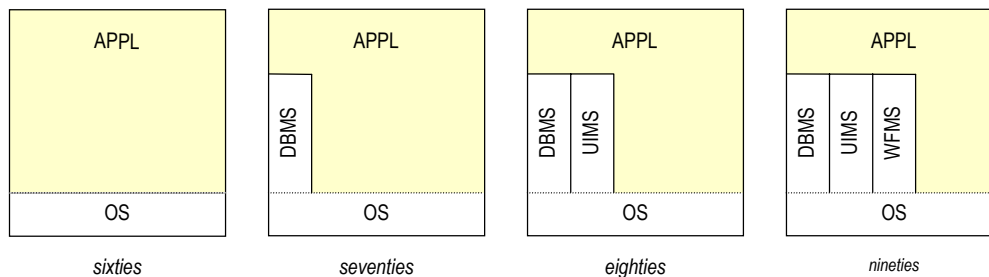 APPL
OS
sixties
APPL
DBMS
OS
seventies
APPL
DBMS
UIMS
OS
eighties
APPL
DBMS
UIMS
WFMS
OS
nineties